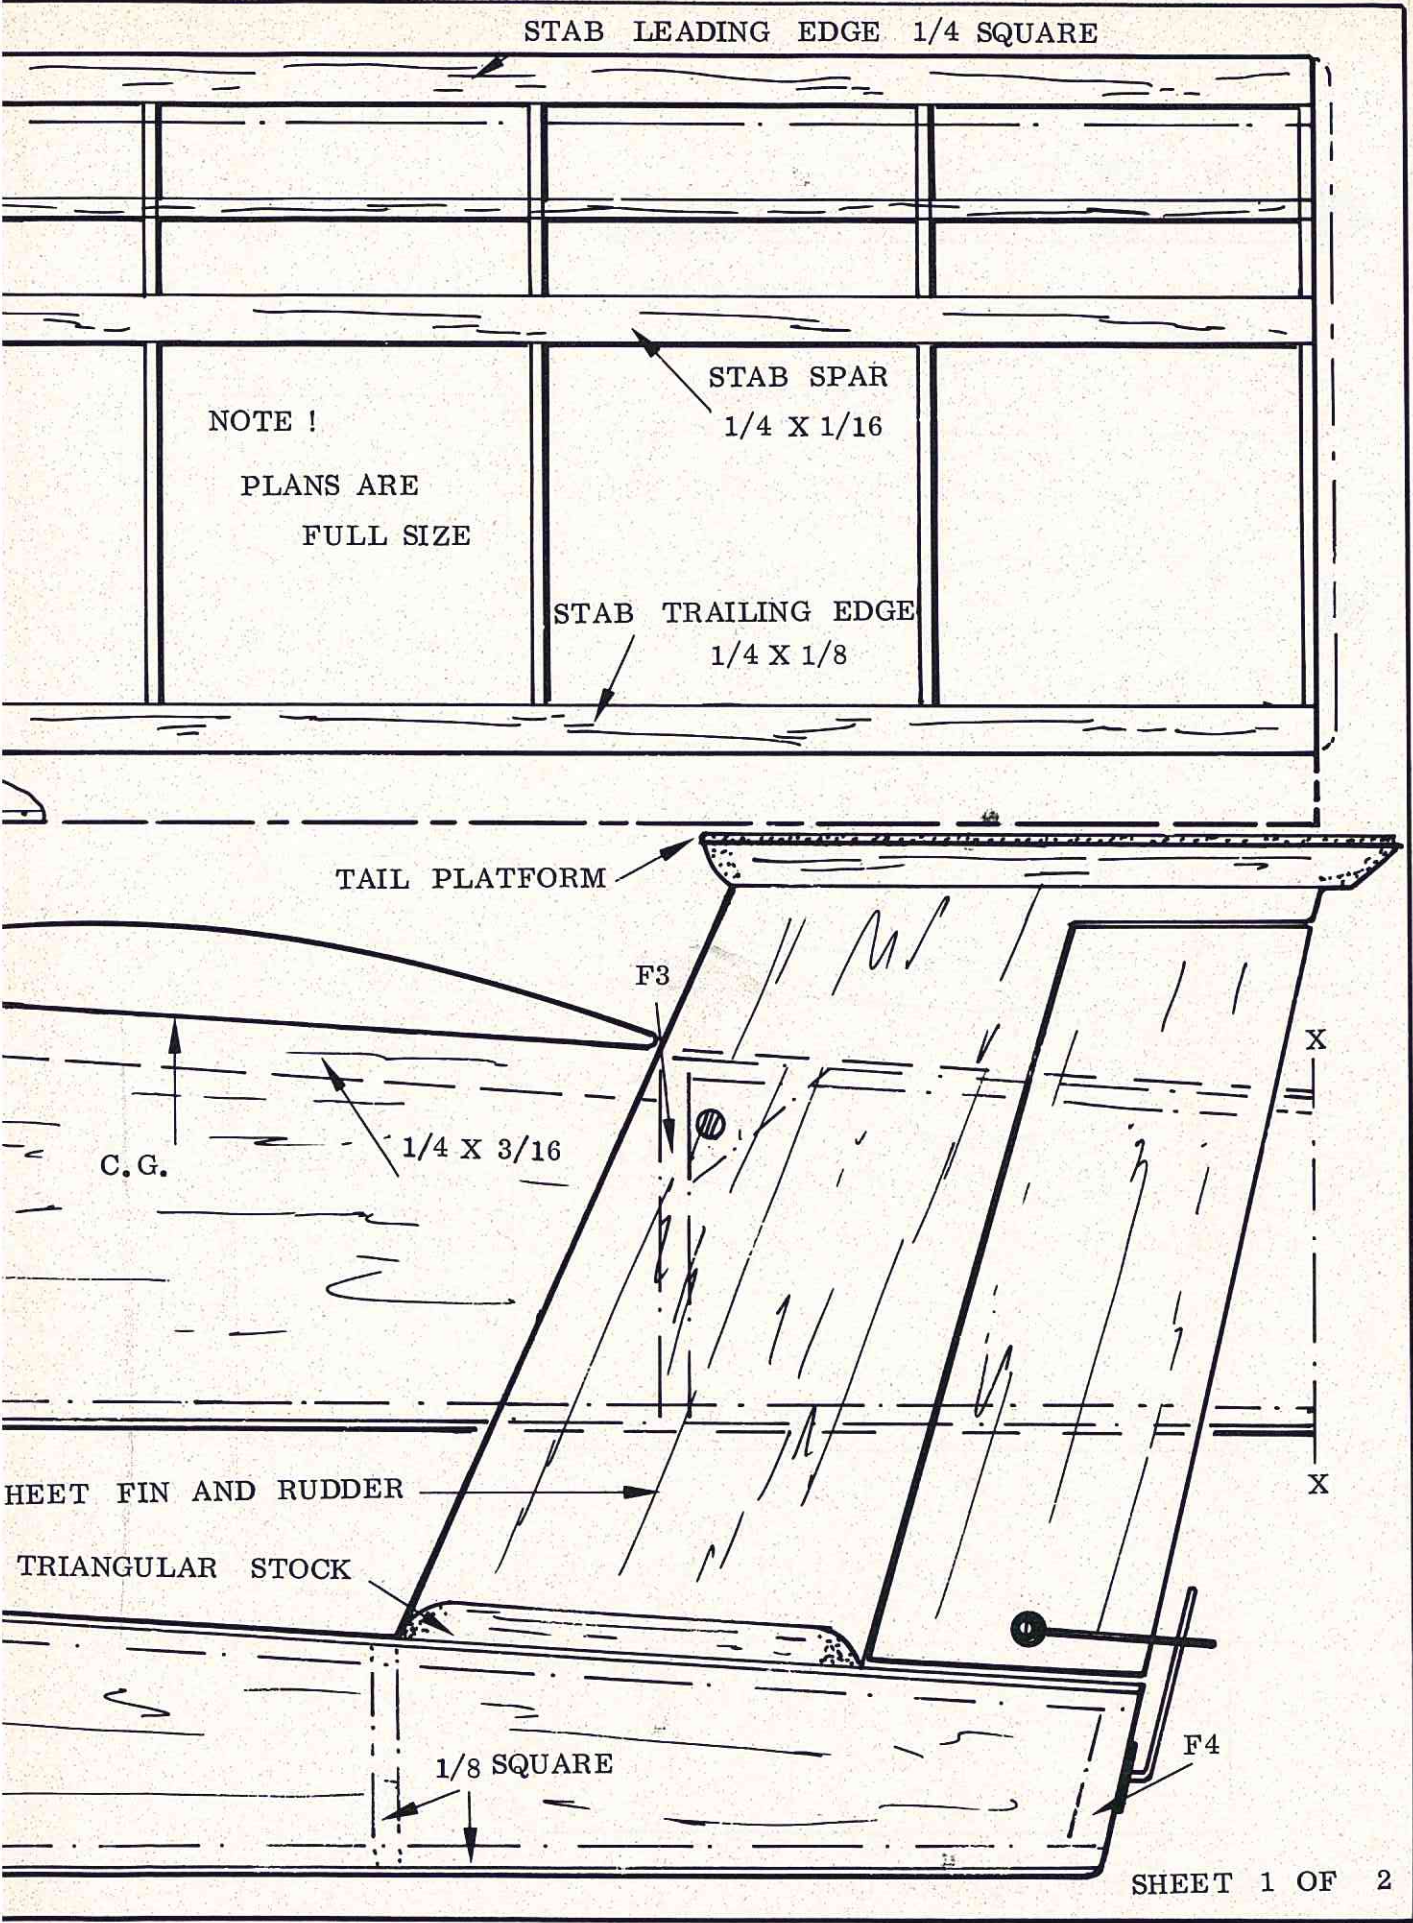 STAB LEADING EDGE 1/4 SQUARE
STAB SPAR
1/4 X 1/16
NOTE !
PLANS ARE
FULL SIZE
STAB TRAILING EDGE
1/4 X 1/8
TAIL PLATFORM
F3
X
C.G.
1/4 X 3/16
HEET FIN AND RUDDER
X
TRIANGULAR STOCK
1/8 SQUARE
F4
SHEET 1 OF 2